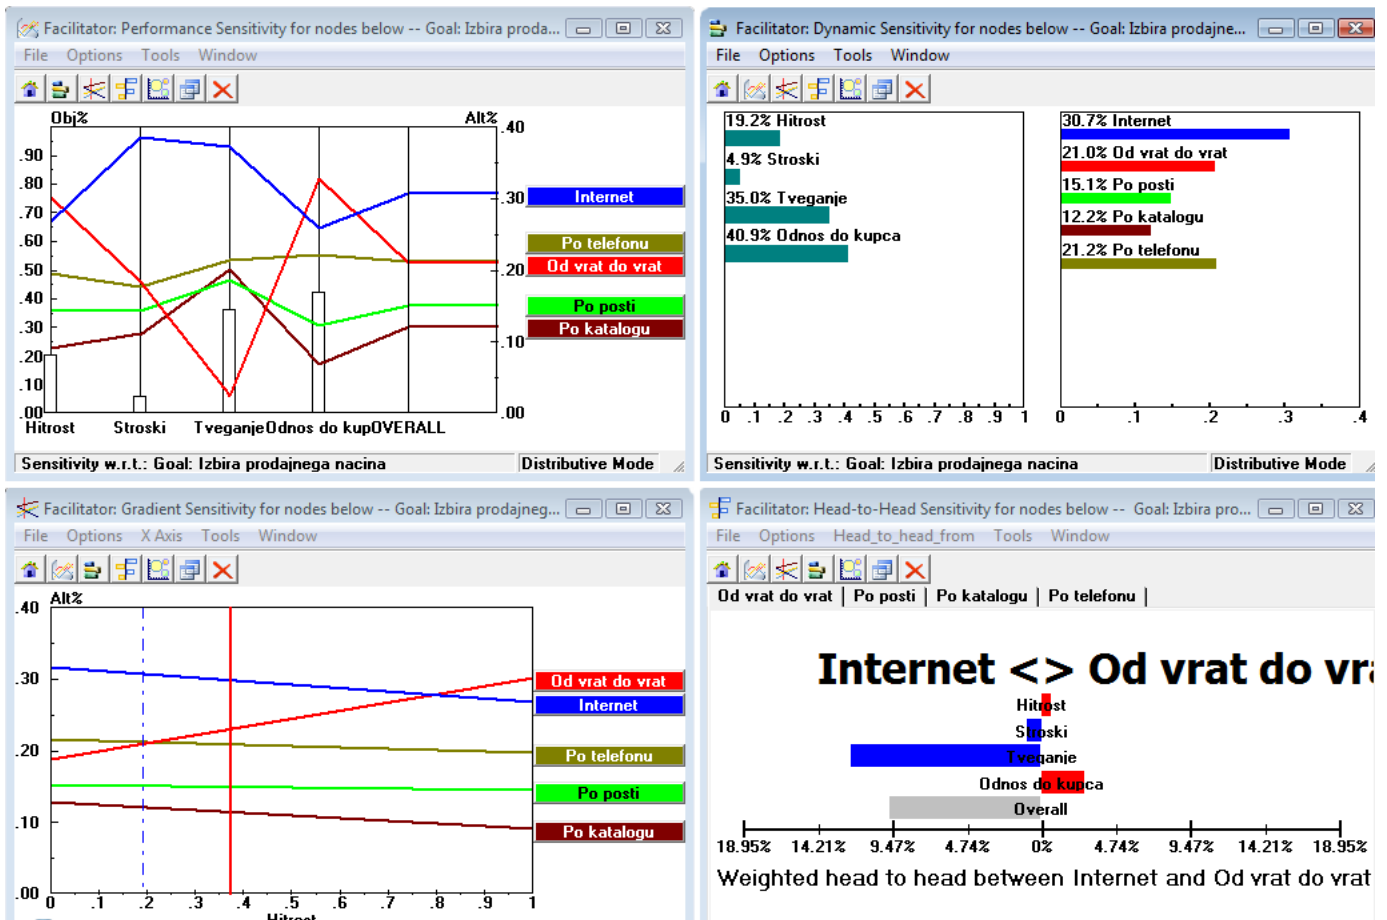 Facilitator: Performance Sensitivity for nodes below -- Goal: Izbira proda...
File Options Tools Window
Obj%
Alt%
.90
.80
.70
.60
.50
.40
.30
.20
.10
.00
.40
.30
.20
.10
.00
Internet
Po telefonu
Od vrat do vrat
Po posti
Po katalogu
Hitrost Stroski Tveganje Odnos do kup OVERALL
Sensitivity w.r.t.: Goal: Izbira prodajnega nacina Distributive Mode
Facilitator: Dynamic Sensitivity for nodes below -- Goal: Izbira prodajne...
File Options Tools Window
19.2% Hitrost
4.9% Stroski
35.0% Tveganje
40.9% Odnos do kupca
0 .1 .2 .3 .4 .5 .6 .7 .8 .9 1
30.7% Internet
21.0% Od vrat do vrat
15.1% Po posti
12.2% Po katalogu
21.2% Po telefonu
0 .1 .2 .3 .4
Sensitivity w.r.t.: Goal: Izbira prodajnega nacina Distributive Mode
Facilitator: Gradient Sensitivity for nodes below -- Goal: Izbira prodajneg...
File Options X Axis Tools Window
Alt%
.40
.30
.20
.10
.00
Od vrat do vrat
Internet
Po telefonu
Po posti
Po katalogu
0 .1 .2 .3 .4 .5 .6 .7 .8 .9 1
Hitrost
Facilitator: Head-to-Head Sensitivity for nodes below -- Goal: Izbira pro...
File Options Head_to_head_from Tools Window
Od vrat do vrat | Po posti | Po katalogu | Po telefonu |
Internet <> Od vrat do vra
Hitrost
Stroski
Tveganje
Odnos do kupca
Overall
18.95% 14.21% 9.47% 4.74% 0% 4.74% 9.47% 14.21% 18.95%
Weighted head to head between Internet and Od vrat do vrat